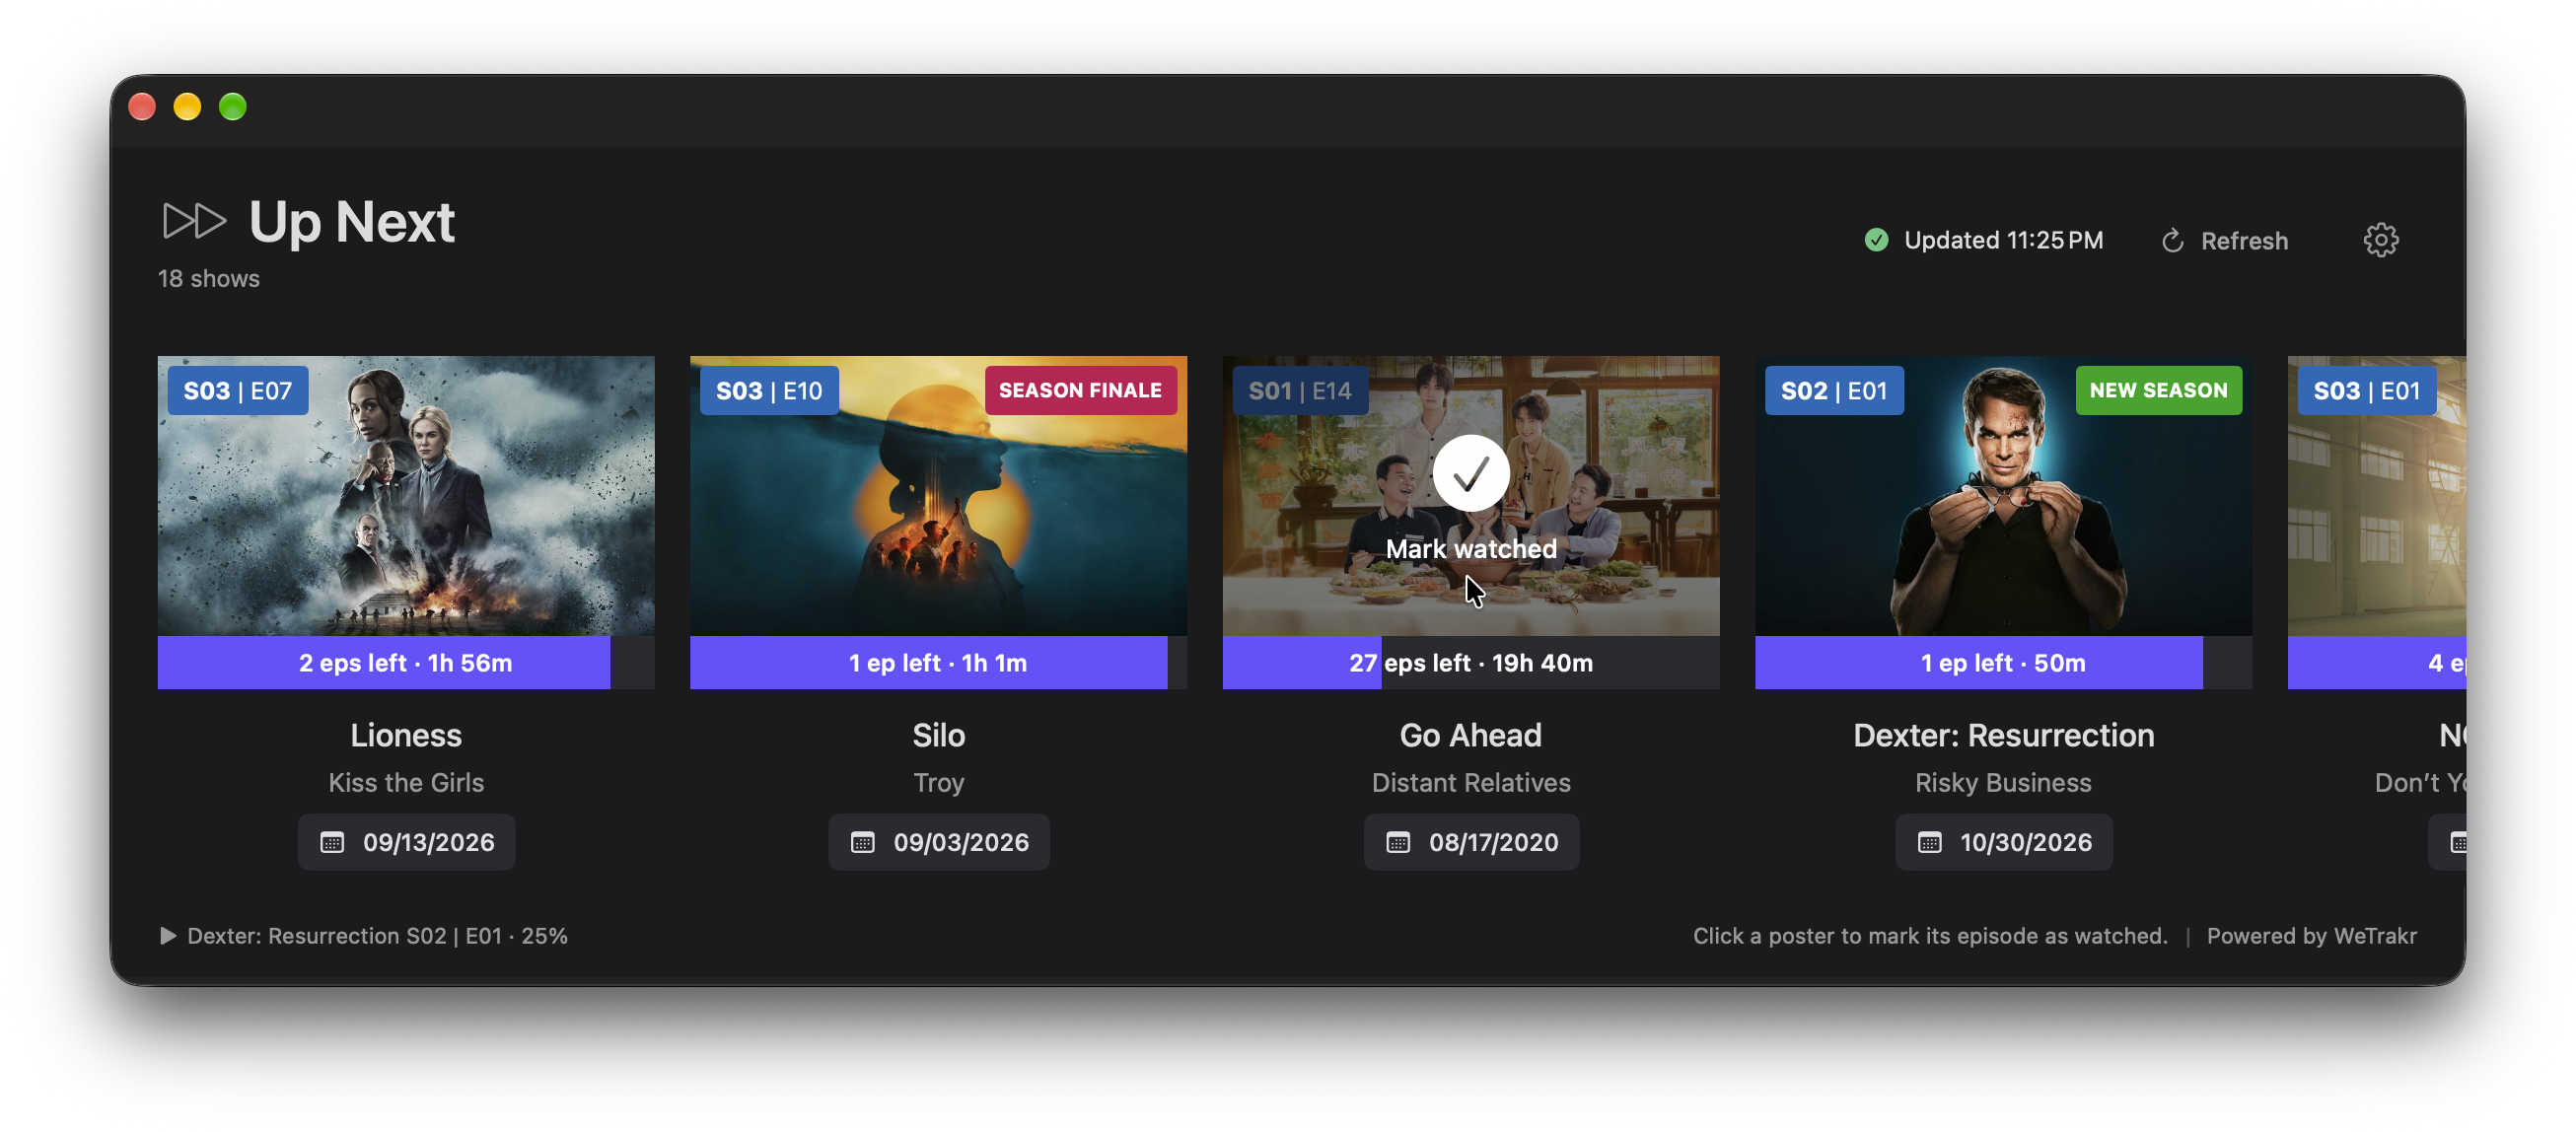 Up Next
18 shows
Updated 11:25 PM
Refresh
S03 | E07
2 eps left · 1h 56m
Lioness
Kiss the Girls
09/13/2026
S03 | E10
SEASON FINALE
1 ep left · 1h 1m
Silo
Troy
09/03/2026
S01 | E14
Mark watched
27 eps left · 19h 40m
Go Ahead
Distant Relatives
08/17/2020
S02 | E01
NEW SEASON
1 ep left · 50m
Dexter: Resurrection
Risky Business
10/30/2026
S03 | E01
4
Don’t
Dexter: Resurrection S02 | E01 · 25%
Click a poster to mark its episode as watched. | Powered by WeTrakr